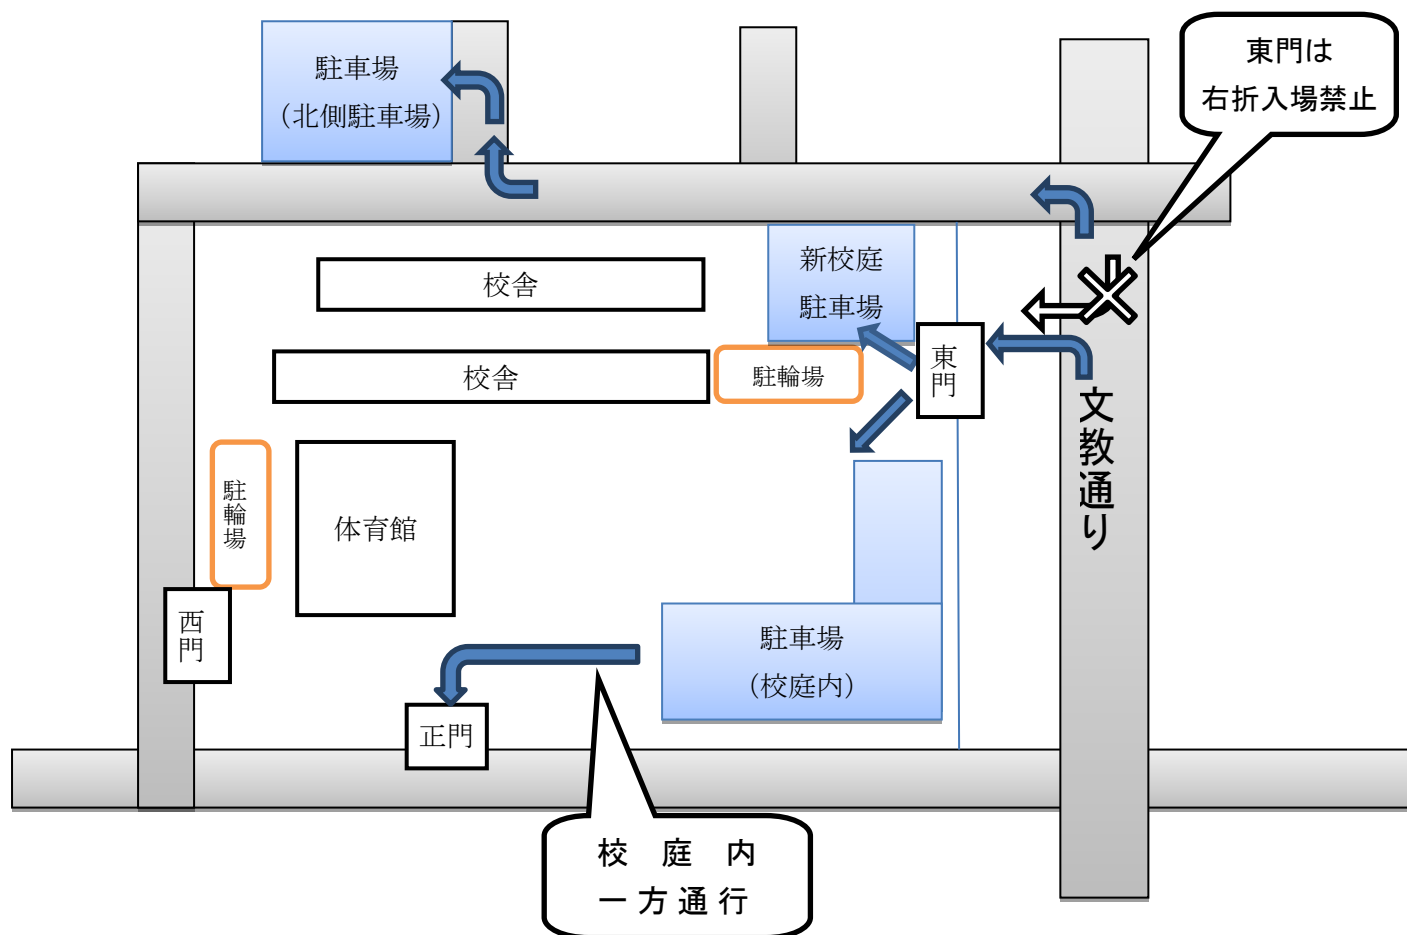 駐車場
（北側駐車場）
東門は
右折入場禁止
校舎
新校庭
駐車場
校舎
駐輪場
東門
文教通り
駐輪場
体育館
西門
駐車場
（校庭内）
正門
校庭内
一方通行